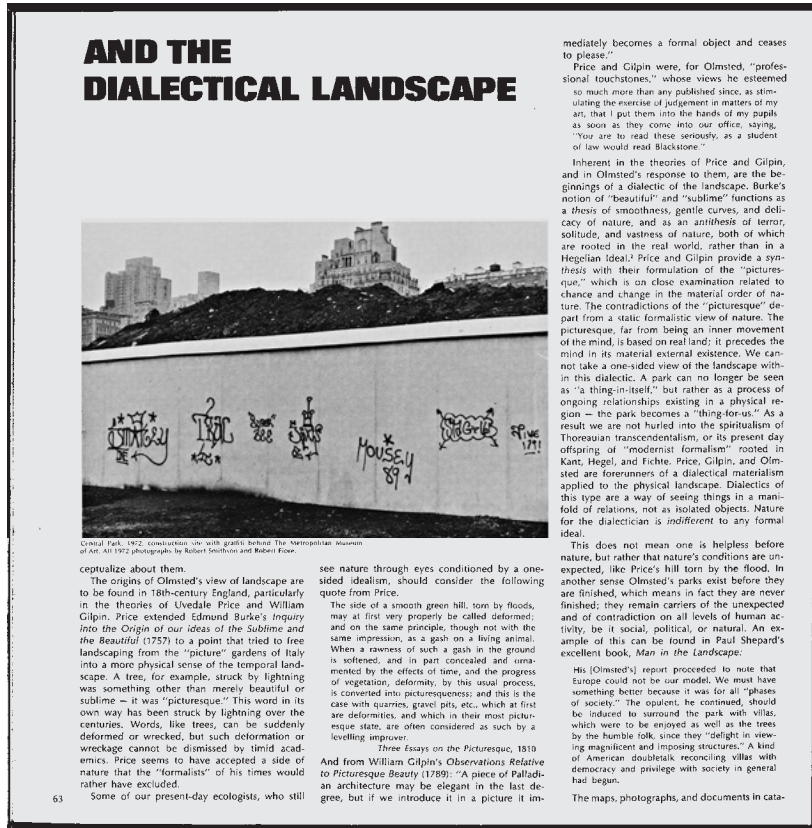 AND THE
DIALECTICAL LANDSCAPE
MOUSEY
89
Central Park, 1972, construction site with graffiti behind The Metropolitan Museum
of Art. All 1972 photographs by Robert Smithson and Robert Fiore.
ceptualize about them.
The origins of Olmsted's view of landscape are
to be found in 18th-century England, particularly
in the theories of Uvedale Price and William
Gilpin. Price extended Edmund Burke's Inquiry
into the Origin of our ideas of the Sublime and
the Beautiful (1757) to a point that tried to free
landscaping from the "picture" gardens of Italy
into a more physical sense of the temporal land-
scape. A tree, for example, struck by lightning
was something other than merely beautiful or
sublime — it was "picturesque." This word in its
own way has been struck by lightning over the
centuries. Words, like trees, can be suddenly
deformed or wrecked, but such deformation or
wreckage cannot be dismissed by timid acad-
emics. Price seems to have accepted a side of
nature that the "formalists" of his times would
rather have excluded.
Some of our present-day ecologists, who still
63
see nature through eyes conditioned by a one-
sided idealism, should consider the following
quote from Price.
The side of a smooth green hill, torn by floods,
may at first very properly be called deformed;
and on the same principle, though not with the
same impression, as a gash on a living animal.
When a rawness of such a gash in the ground
is softened, and in part concealed and orna-
mented by the effects of time, and the progress
of vegetation, deformity, by this usual process,
is converted into picturesqueness; and this is the
case with quarries, gravel pits, etc., which at first
are deformities, and which in their most pictur-
esque state, are often considered as such by a
levelling improver.
Three Essays on the Picturesque, 1810
And from William Gilpin's Observations Relative
to Picturesque Beauty (1789): "A piece of Palladi-
an architecture may be elegant in the last de-
gree, but if we introduce it in a picture it im-
mediately becomes a formal object and ceases
to please."
Price and Gilpin were, for Olmsted, "profes-
sional touchstones," whose views he esteemed
so much more than any published since, as stim-
ulating the exercise of judgement in matters of my
art, that I put them into the hands of my pupils
as soon as they come into our office, saying,
"You are to read these seriously, as a student
of law would read Blackstone."
Inherent in the theories of Price and Gilpin,
and in Olmsted's response to them, are the be-
ginnings of a dialectic of the landscape. Burke's
notion of "beautiful" and "sublime" functions as
a thesis of smoothness, gentle curves, and deli-
cacy of nature, and as an antithesis of terror,
solitude, and vastness of nature, both of which
are rooted in the real world, rather than in a
Hegelian Ideal.² Price and Gilpin provide a syn-
thesis with their formulation of the "pictures-
que," which is on close examination related to
chance and change in the material order of na-
ture. The contradictions of the "picturesque" de-
part from a static formalistic view of nature. The
picturesque, far from being an inner movement
of the mind, is based on real land; it precedes the
mind in its material external existence. We can-
not take a one-sided view of the landscape with-
in this dialectic. A park can no longer be seen
as "a thing-in-itself," but rather as a process of
ongoing relationships existing in a physical re-
gion — the park becomes a "thing-for-us." As a
result we are not hurled into the spiritualism of
Thoreauian transcendentalism, or its present day
offspring of "modernist formalism" rooted in
Kant, Hegel, and Fichte. Price, Gilpin, and Olm-
sted are forerunners of a dialectical materialism
applied to the physical landscape. Dialectics of
this type are a way of seeing things in a mani-
fold of relations, not as isolated objects. Nature
for the dialectician is indifferent to any formal
ideal.
This does not mean one is helpless before
nature, but rather that nature's conditions are un-
expected, like Price's hill torn by the flood. In
another sense Olmsted's parks exist before they
are finished, which means in fact they are never
finished; they remain carriers of the unexpected
and of contradiction on all levels of human ac-
tivity, be it social, political, or natural. An ex-
ample of this can be found in Paul Shepard's
excellent book, Man in the Landscape:
His [Olmsted's] report proceeded to note that
Europe could not be our model. We must have
something better because it was for all "phases
of society." The opulent, he continued, should
be induced to surround the park with villas,
which were to be enjoyed as well as the trees
by the humble folk, since they "delight in view-
ing magnificent and imposing structures." A kind
of American doubletalk reconciling villas with
democracy and privilege with society in general
had begun.
The maps, photographs, and documents in cata-